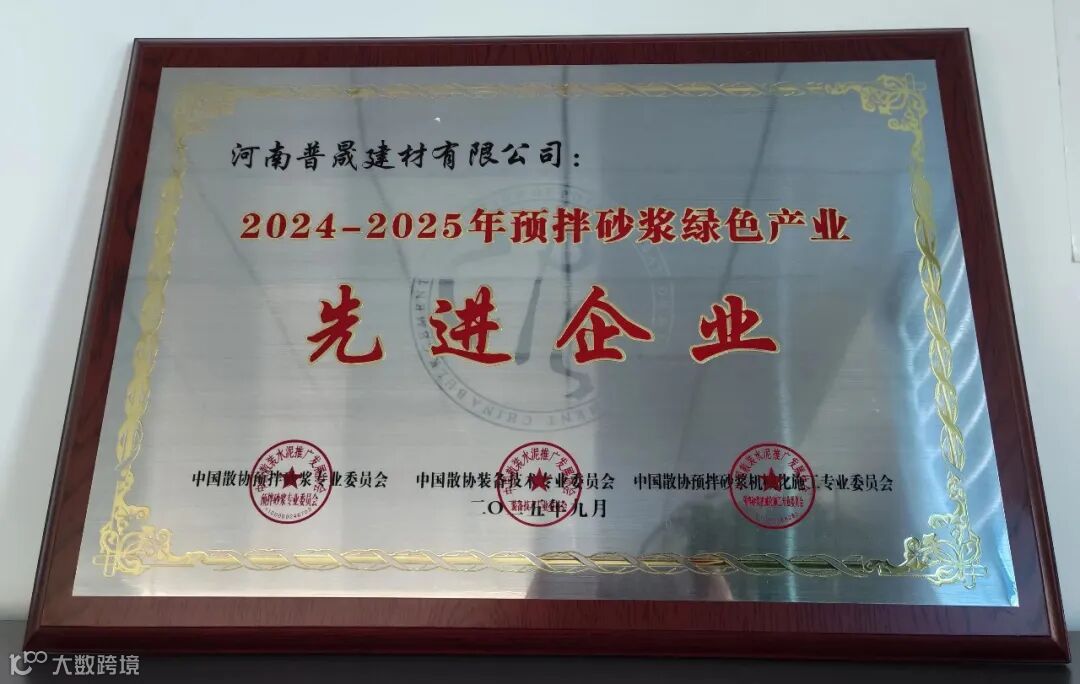 河南普晟建材有限公司：
2024-2025年预拌砂浆绿色产业
先进企业
中国散协预拌砂浆专业委员会 中国散协装备技术专业委员会 中国散协预拌砂浆机械化施工专业委员会
二〇二五年九月
大数跨境